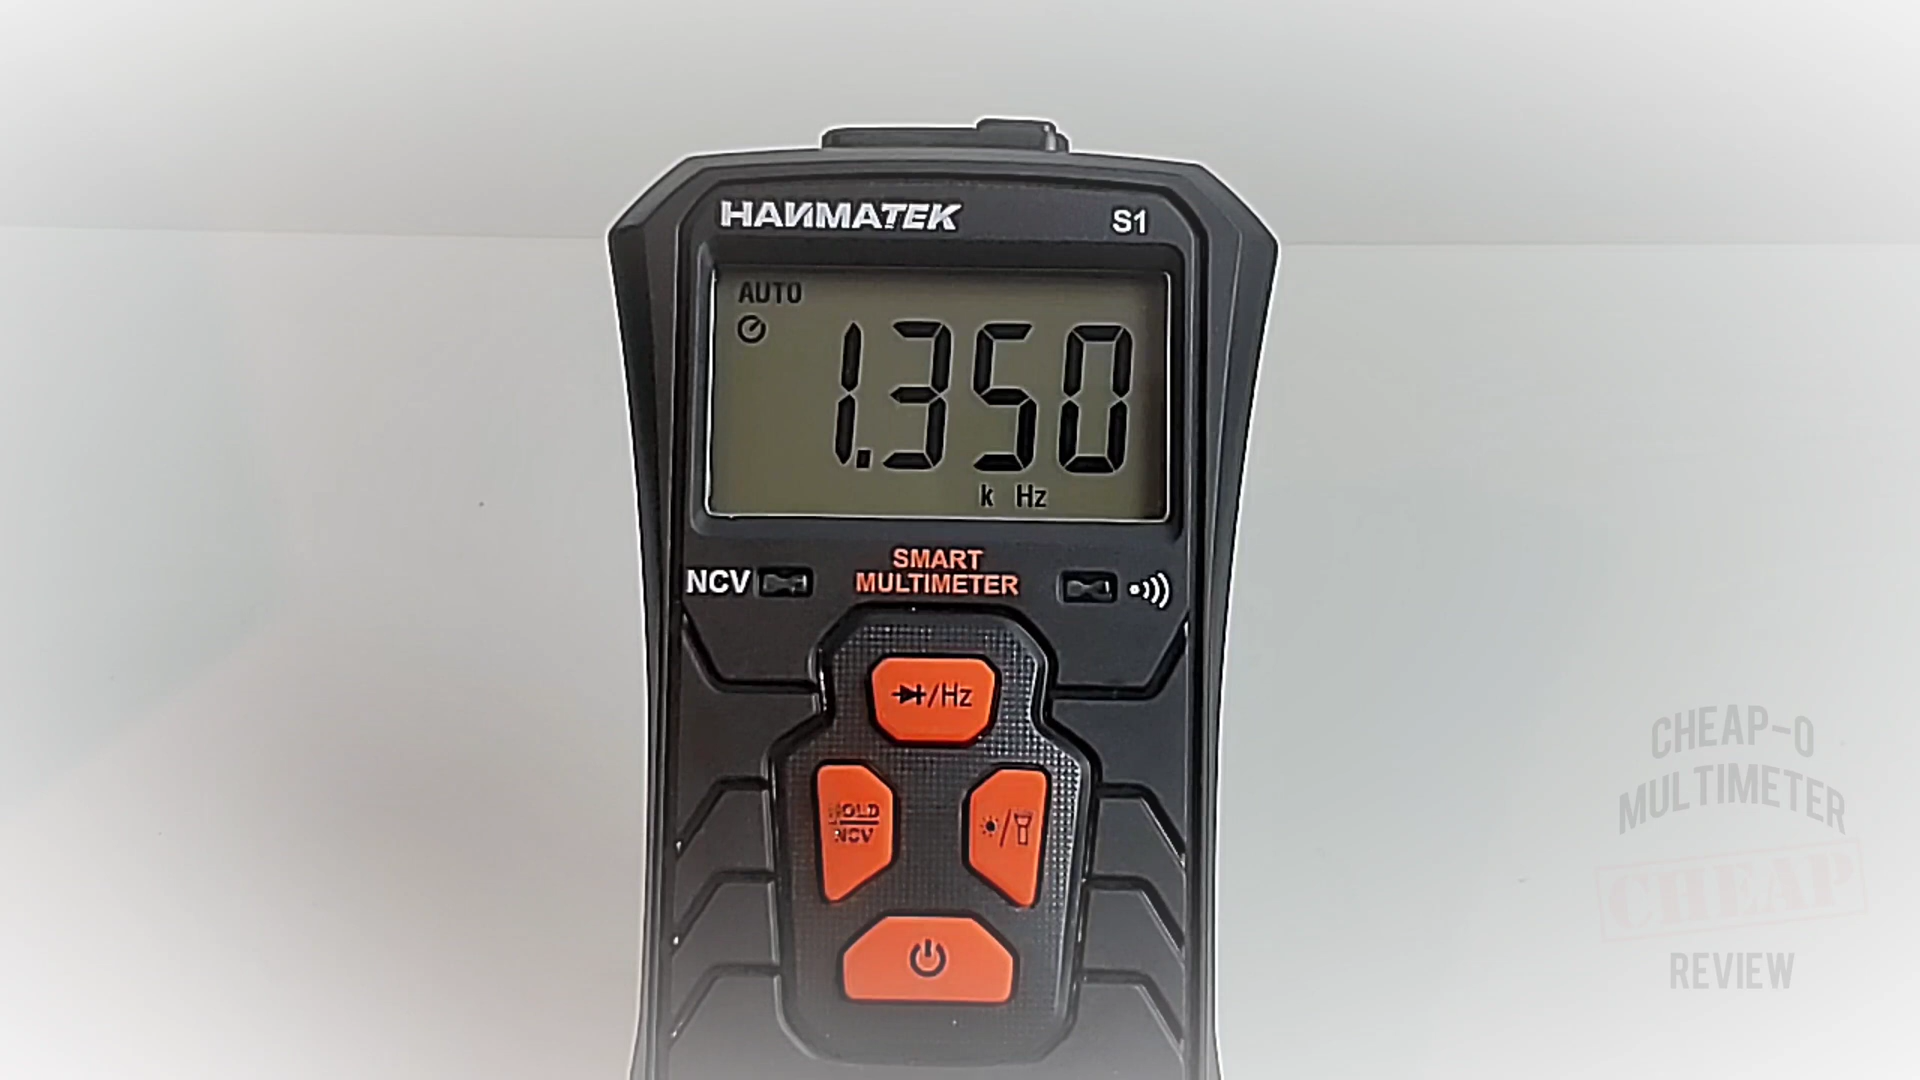 HANMATEK S1
AUTO
1.350
k Hz
NCV
SMART
MULTIMETER
/Hz
HOLD
NCV
/
CHEAP-O
MULTIMETER
CHEAP
REVIEW